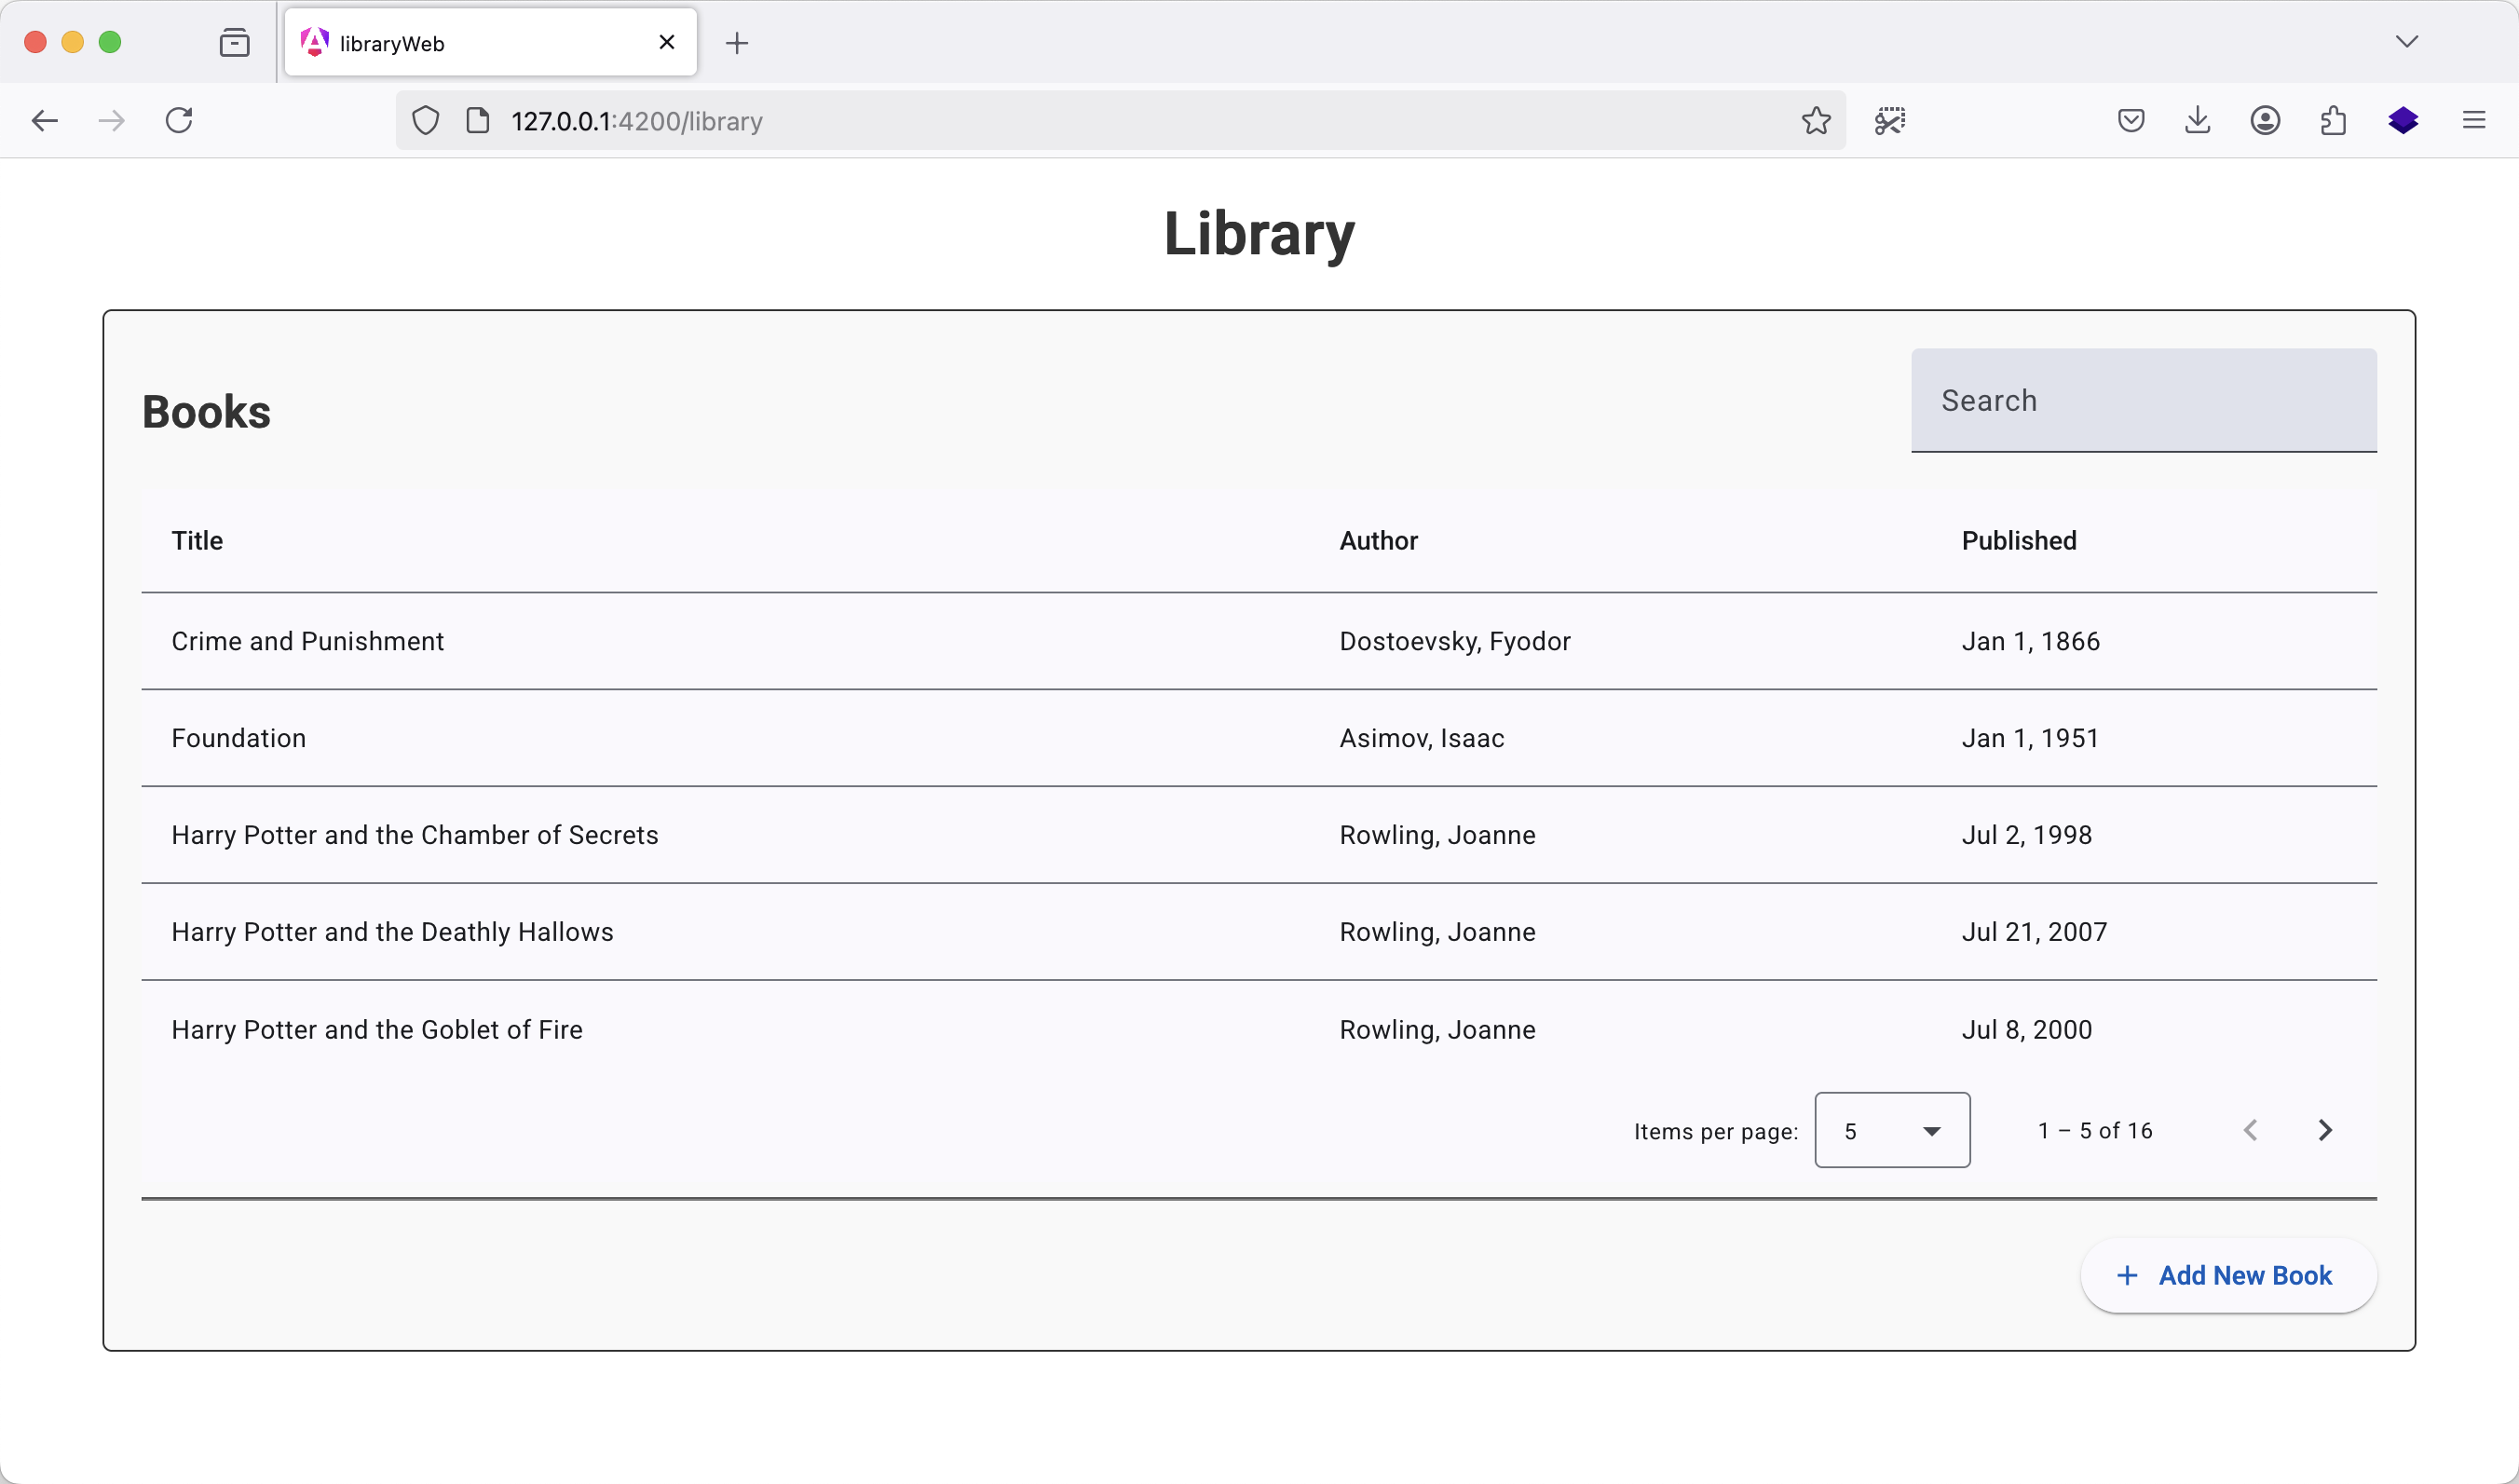 libraryWeb
127.0.0.1:4200/library
Library
Books
Search
Title Author Published
Crime and Punishment Dostoevsky, Fyodor Jan 1, 1866
Foundation Asimov, Isaac Jan 1, 1951
Harry Potter and the Chamber of Secrets Rowling, Joanne Jul 2, 1998
Harry Potter and the Deathly Hallows Rowling, Joanne Jul 21, 2007
Harry Potter and the Goblet of Fire Rowling, Joanne Jul 8, 2000
Items per page: 5 1 – 5 of 16
Add New Book